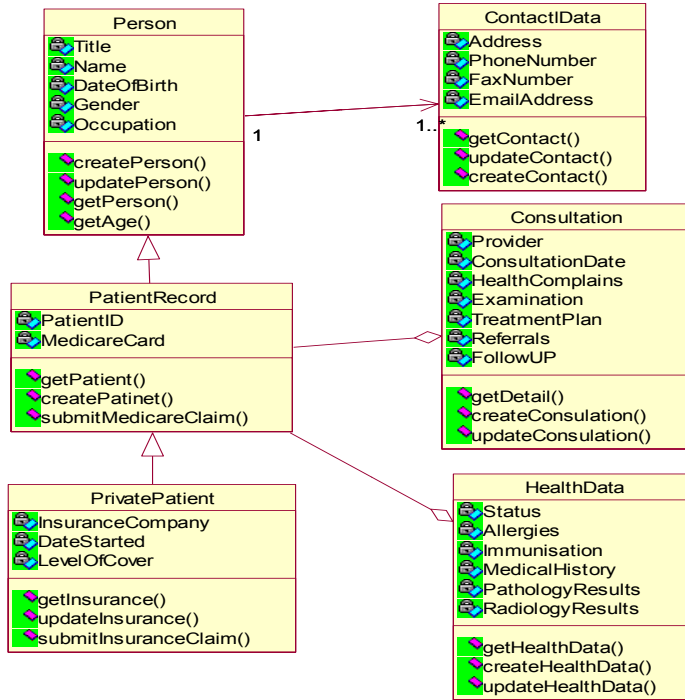 Person
Title
Name
DateOfBirth
Gender
Occupation
createPerson()
updatePerson()
getPerson()
getAge()
1
1..*
ContactlData
Address
PhoneNumber
FaxNumber
EmailAddress
getContact()
updateContact()
createContact()
PatientRecord
PatientID
MedicareCard
getPatient()
createPatinet()
submitMedicareClaim()
Consultation
Provider
ConsultationDate
HealthComplains
Examination
TreatmentPlan
Referrals
FollowUP
getDetail()
createConsulation()
updateConsulation()
PrivatePatient
InsuranceCompany
DateStarted
LevelOfCover
getInsurance()
updateInsurance()
submitInsuranceClaim()
HealthData
Status
Allergies
Immunisation
MedicalHistory
PathologyResults
RadiologyResults
getHealthData()
createHealthData()
updateHealthData()